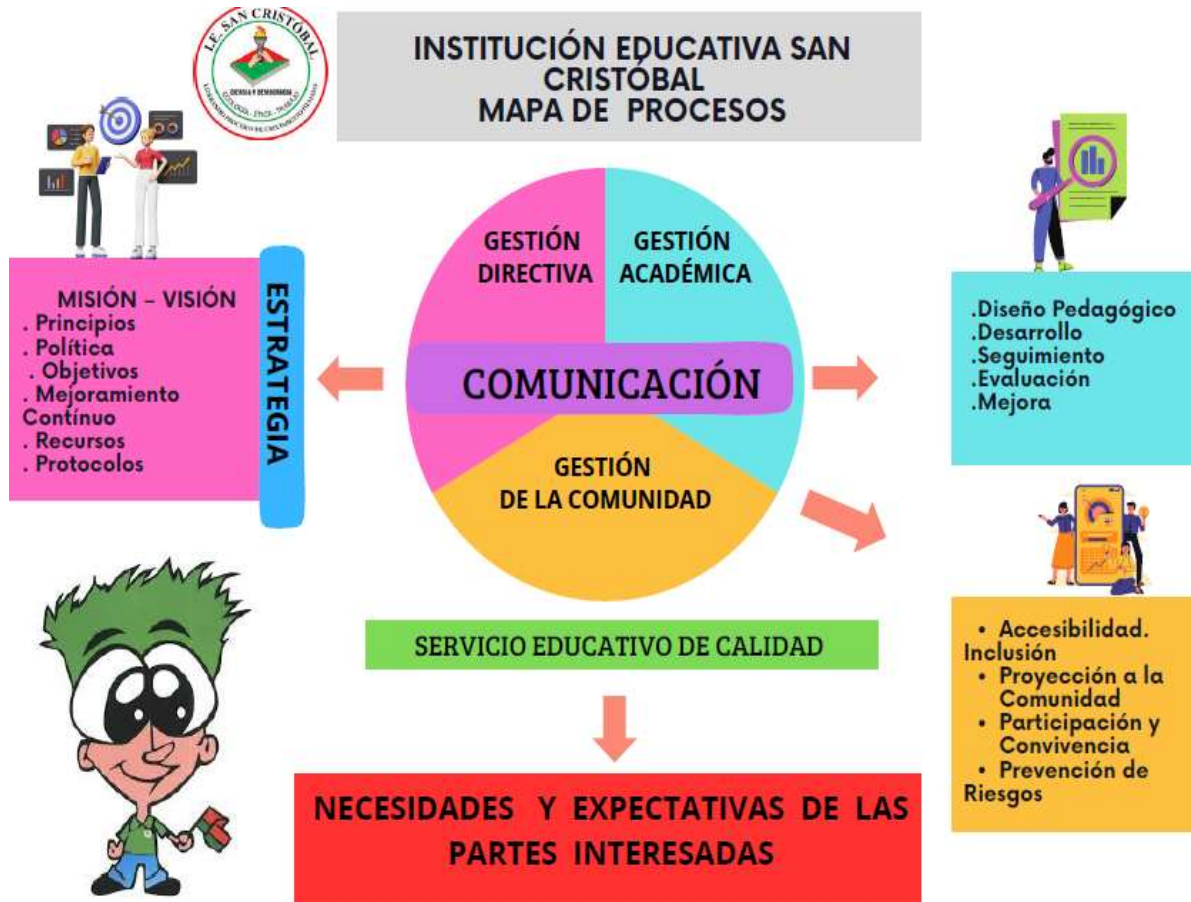 I.E. SAN CRISTÓBAL
CIENCIA Y DEMOCRACIA
INSTITUCIÓN EDUCATIVA SAN
CRISTÓBAL
MAPA DE PROCESOS
GESTIÓN
DIRECTIVA
GESTIÓN
ACADÉMICA
COMUNICACIÓN
GESTIÓN
DE LA COMUNIDAD
ESTRATEGIA
MISIÓN – VISIÓN
. Principios
. Política
. Objetivos
. Mejoramiento
Contínuo
. Recursos
. Protocolos
.Diseño Pedagógico
.Desarrollo
.Seguimiento
.Evaluación
.Mejora
• Accesibilidad.
Inclusión
• Proyección a la
Comunidad
• Participación y
Convivencia
• Prevención de
Riesgos
SERVICIO EDUCATIVO DE CALIDAD
NECESIDADES Y EXPECTATIVAS DE LAS
PARTES INTERESADAS